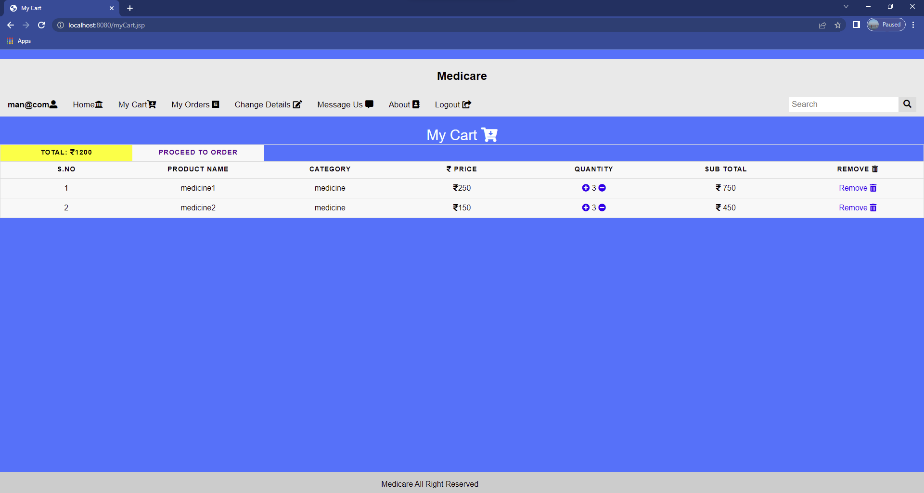 My Cart
localhost:8080/myCart.jsp
Paused
Apps
Medicare
man@com Home My Cart My Orders Change Details Message Us About Logout Search
My Cart
TOTAL: ₹1200 PROCEED TO ORDER
S.NO PRODUCT NAME CATEGORY ₹ PRICE QUANTITY SUB TOTAL REMOVE
1 medicine1 medicine ₹250 3 ₹ 750 Remove
2 medicine2 medicine ₹150 3 ₹ 450 Remove
Medicare All Right Reserved